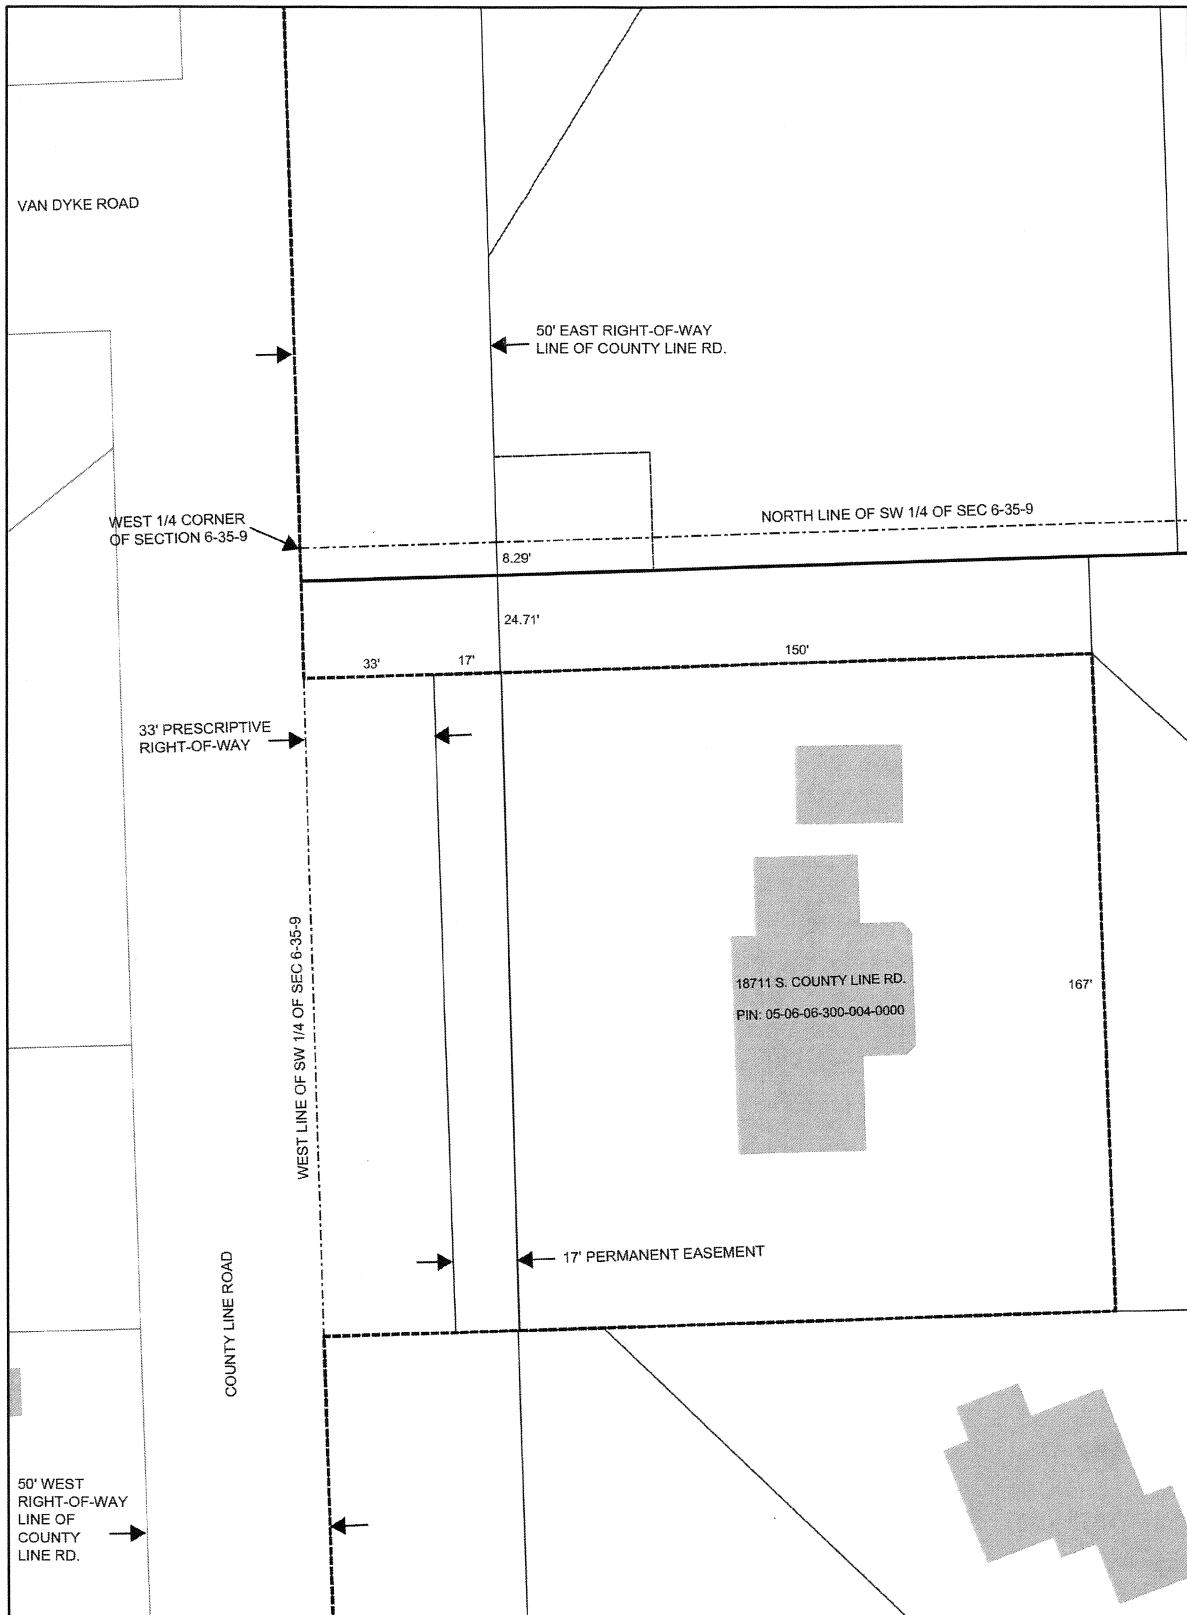 VAN DYKE ROAD
50' EAST RIGHT-OF-WAY
LINE OF COUNTY LINE RD.
WEST 1/4 CORNER
OF SECTION 6-35-9
NORTH LINE OF SW 1/4 OF SEC 6-35-9
8.29'
24.71'
33'
17'
150'
33' PRESCRIPTIVE
RIGHT-OF-WAY
WEST LINE OF SW 1/4 OF SEC 6-35-9
18711 S. COUNTY LINE RD.
PIN: 05-06-06-300-004-0000
167'
17' PERMANENT EASEMENT
COUNTY LINE ROAD
50' WEST
RIGHT-OF-WAY
LINE OF
COUNTY
LINE RD.